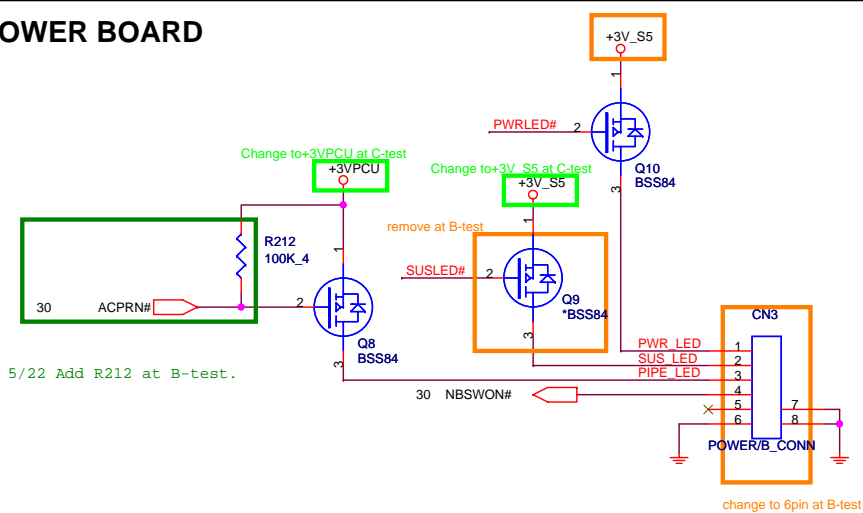 OWER BOARD
+3V_S5
1
PWRLED#
2
Q10
BSS84
3
Change to+3VPCU at C-test
+3VPCU
Change to+3V_S5 at C-test
+3V_S5
remove at B-test
1
R212
100K_4
1
SUSLED#
2
Q9
*BSS84
3
30
ACPRN#
2
Q8
BSS84
3
CN3
PWR_LED
1
SUS_LED
2
PIPE_LED
3
5/22 Add R212 at B-test.
30
NBSWON#
4
5
7
6
8
POWER/B_CONN
change to 6pin at B-test